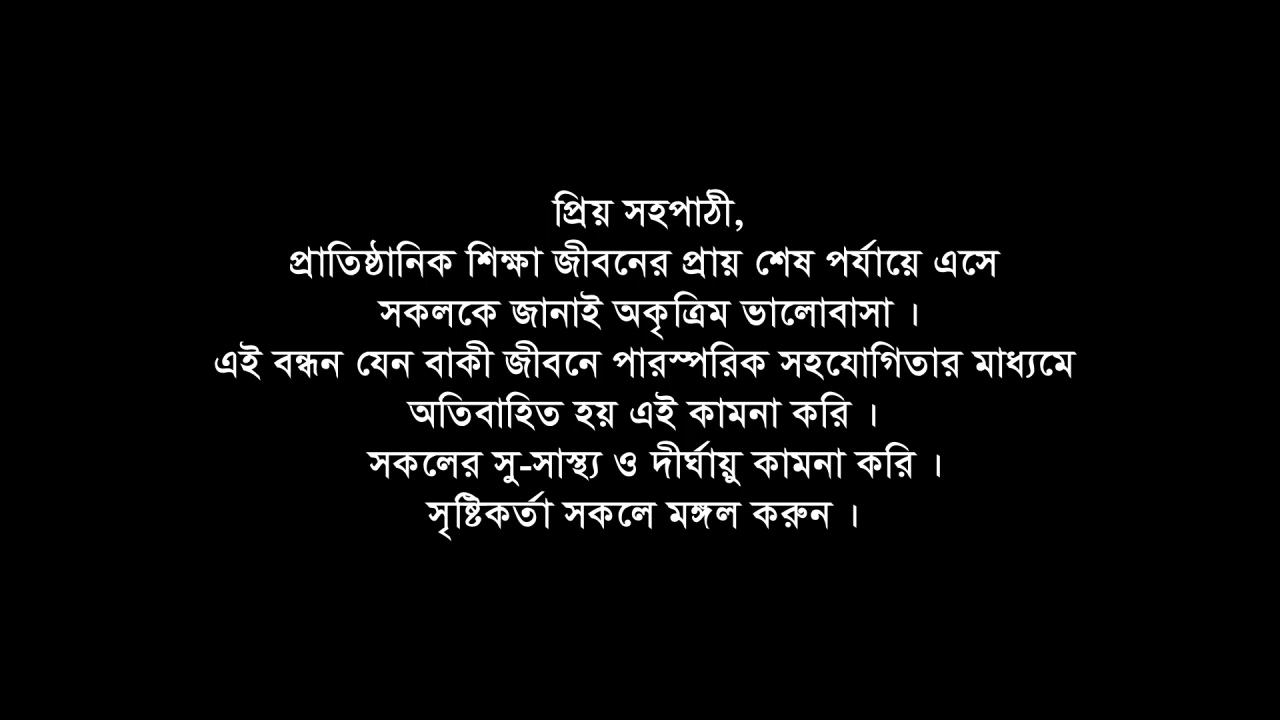 প্রিয় সহপাঠী,
প্রাতিষ্ঠানিক শিক্ষা জীবনের প্রায় শেষ পর্যায়ে এসে
সকলকে জানাই অকৃত্রিম ভালোবাসা ।
এই বন্ধন যেন বাকী জীবনে পারস্পরিক সহযোগিতার মাধ্যমে
অতিবাহিত হয় এই কামনা করি ।
সকলের সু-সাস্থ্য ও দীর্ঘায়ু কামনা করি ।
সৃষ্টিকর্তা সকলে মঙ্গল করুন ।